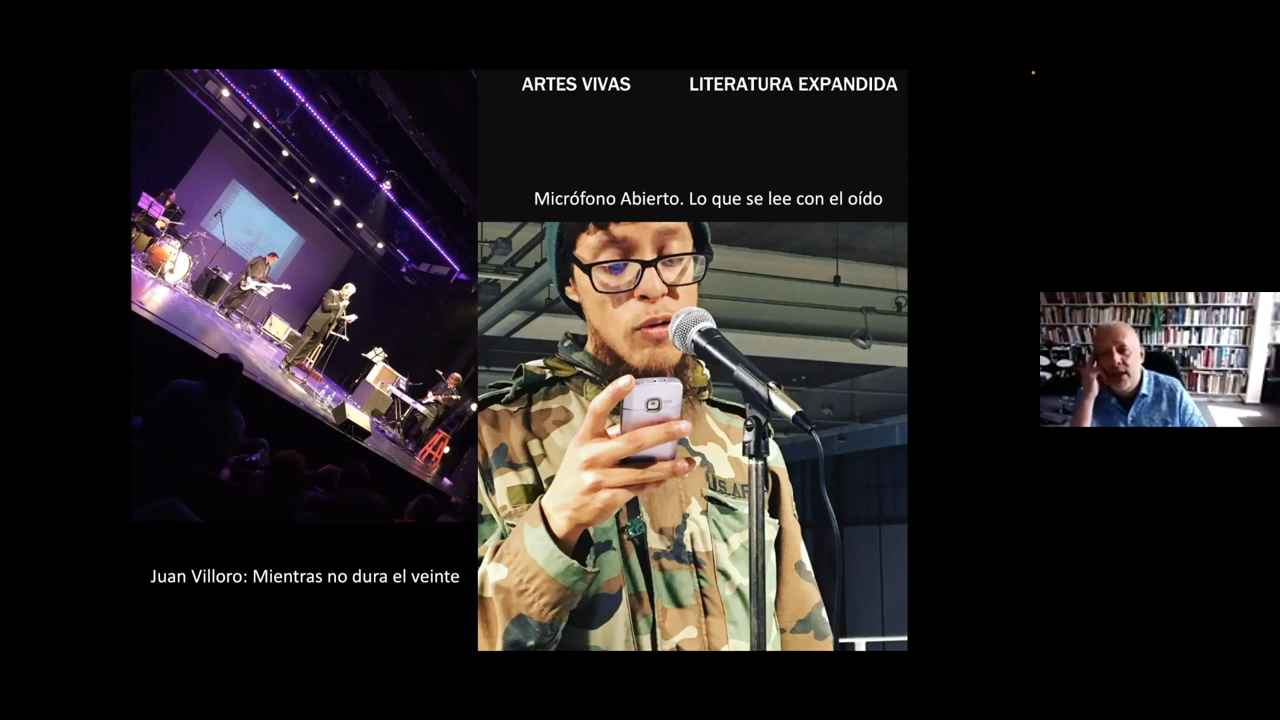 ARTES VIVAS
LITERATURA EXPANDIDA
Micrófono Abierto. Lo que se lee con el oído
U.S. AR
Juan Villoro: Mientras no dura el veinte